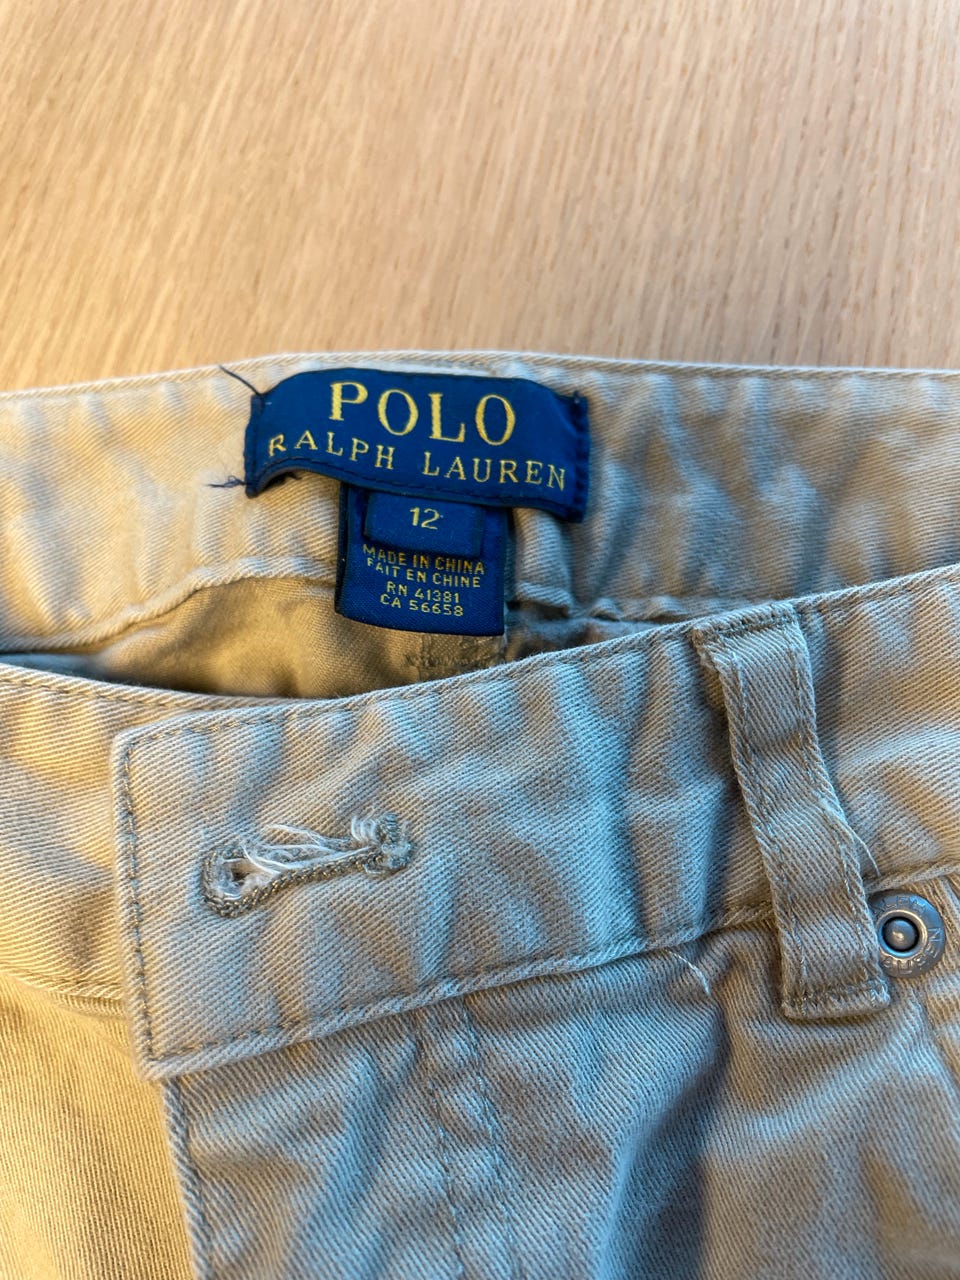 POLO
RALPH LAUREN
12
MADE IN CHINA
FAIT EN CHINE
RN 41381
CA 56658